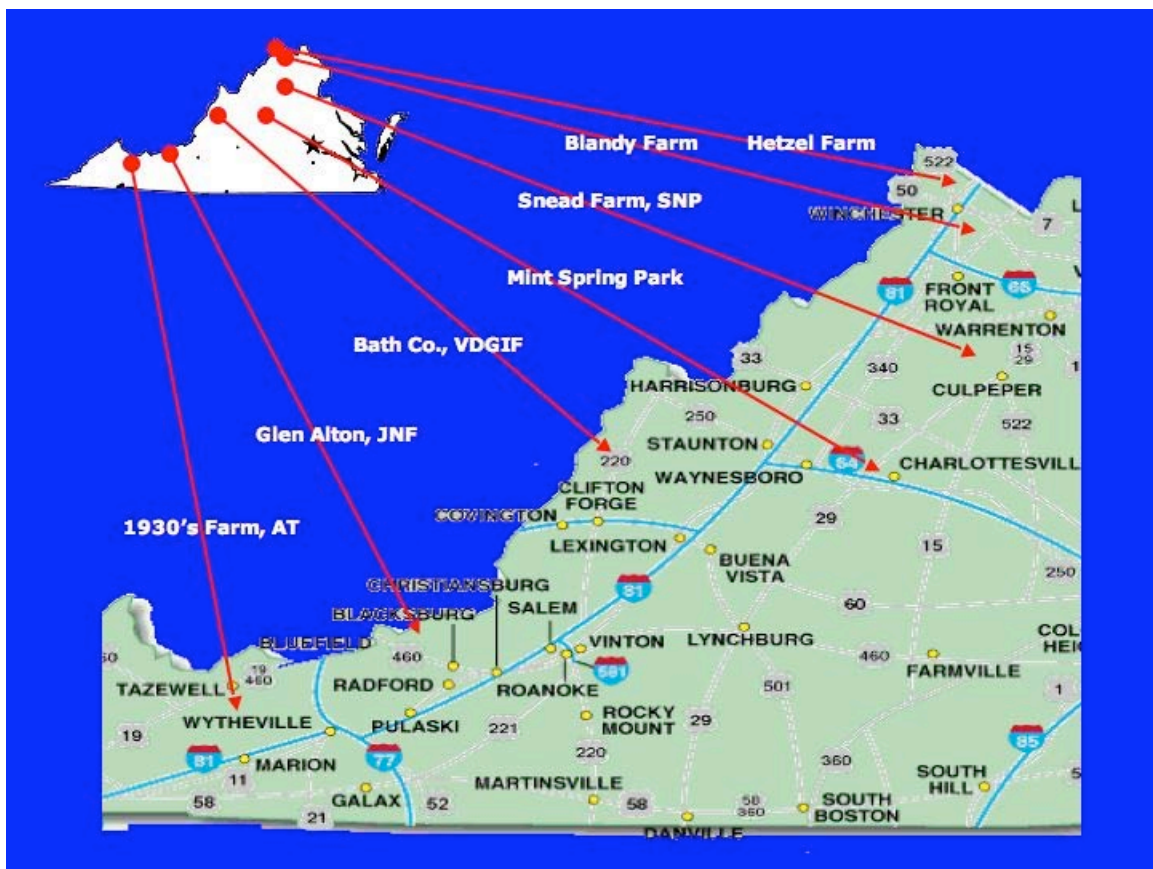 Blandy Farm
Hetzel Farm
522
50
Snead Farm, SNP
WINCHESTER
7
Mint Spring Park
81
66
FRONT
ROYAL
WARRENTON
15
29
Bath Co., VDGIF
33
340
1
HARRISONBURG
CULPEPER
250
33
522
Glen Alton, JNF
STAUNTON
220
64
CHARLOTTESVILL
WAYNESBORO
CLIFTON
FORGE
1930's Farm, AT
COVINGTON
29
LEXINGTON
15
BUENA
VISTA
250
CHRISTIANSBURG
81
SALEM
60
BLACKSBURG
VINTON
LYNCHBURG
BLUEFIELD
460
460
COL
HEI
19
460
581
FARMVILLE
TAZEWELL
RADFORD
ROANOKE
501
1
WYTHEVILLE
PULASKI
ROCKY
MOUNT
29
19
221
85
81
77
220
MARION
360
11
MARTINSVILLE
SOUTH
HILL
58
GALAX
52
58
58
360
SOUTH
BOSTON
21
DANVILLE